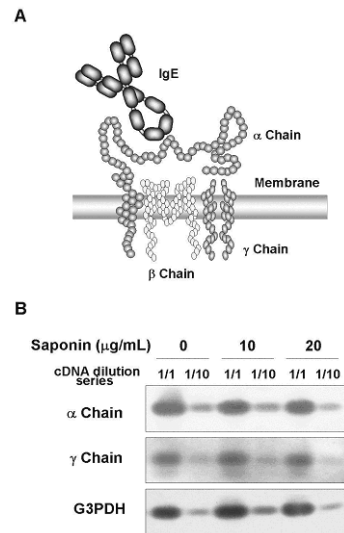 A
IgE
α Chain
Membrane
γ Chain
β Chain
B
Saponin (μg/mL) 0 10 20
cDNA dilution series 1/1 1/10 1/1 1/10 1/1 1/10
α Chain
γ Chain
G3PDH